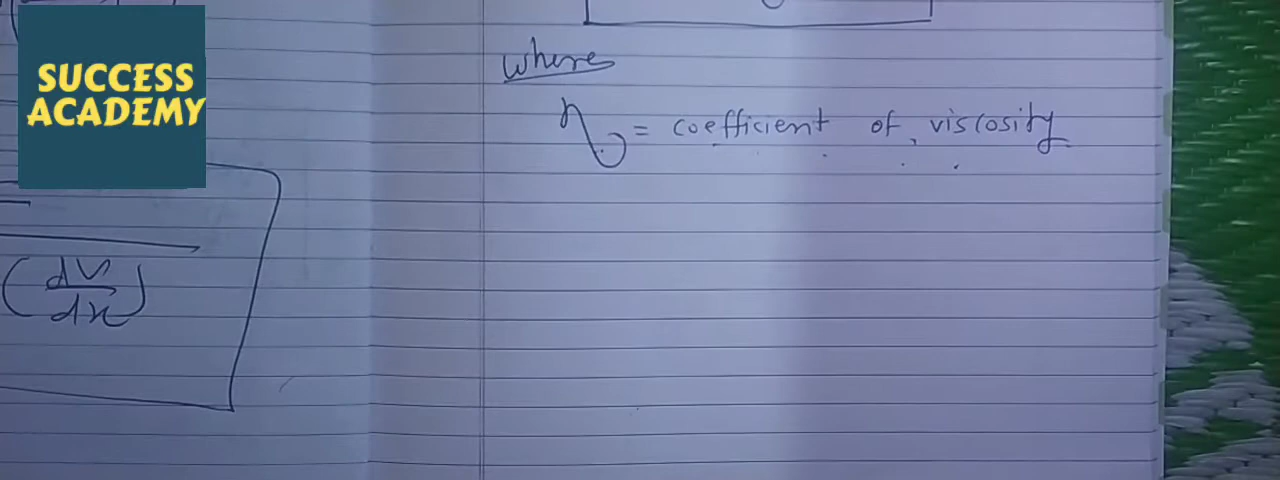 SUCCESS
ACADEMY
where
η = coefficient of viscosity
(dv/dx)